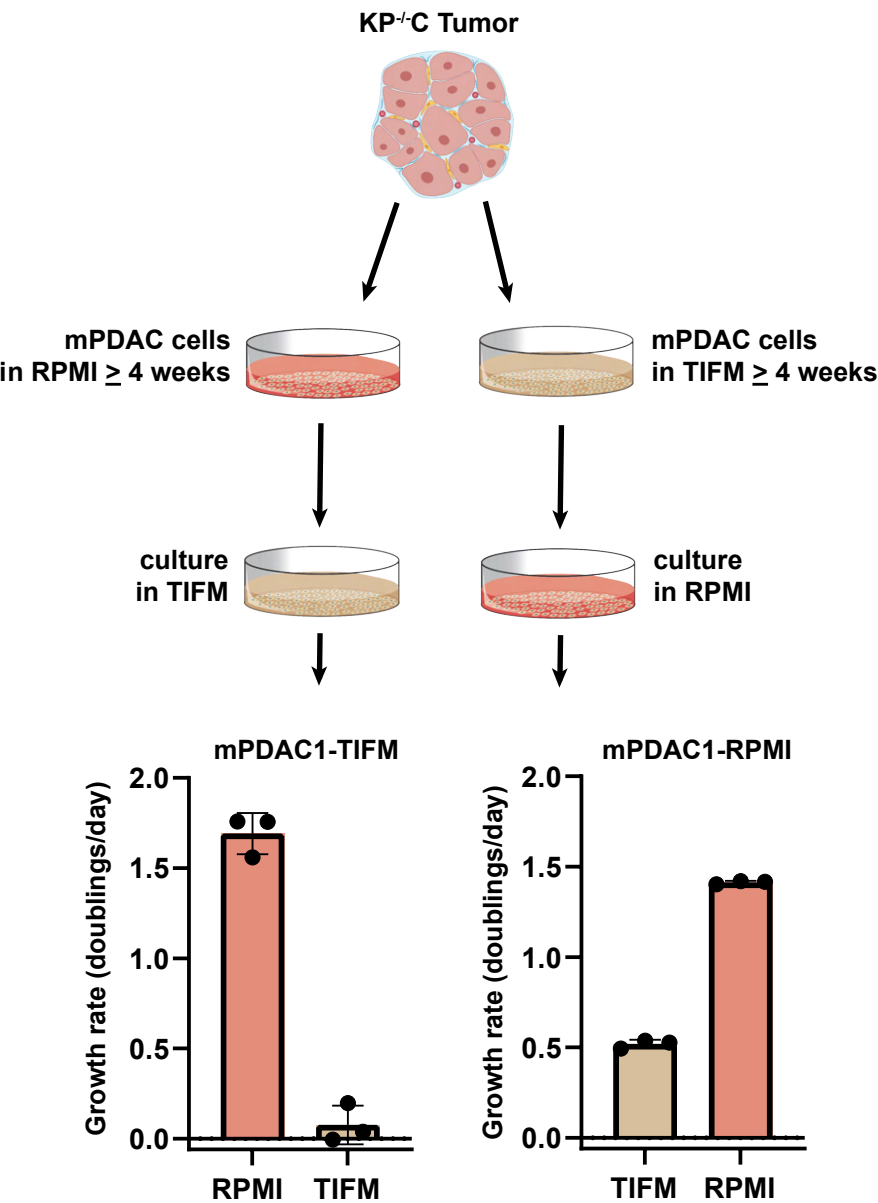 KP-/-C Tumor
mPDAC cells
in RPMI ≥ 4 weeks
mPDAC cells
in TIFM ≥ 4 weeks
culture
in TIFM
culture
in RPMI
mPDAC1-TIFM
Growth rate (doublings/day)
2.0
1.5
1.0
0.5
0.0
RPMI TIFM
mPDAC1-RPMI
Growth rate (doublings/day)
2.0
1.5
1.0
0.5
0.0
TIFM RPMI